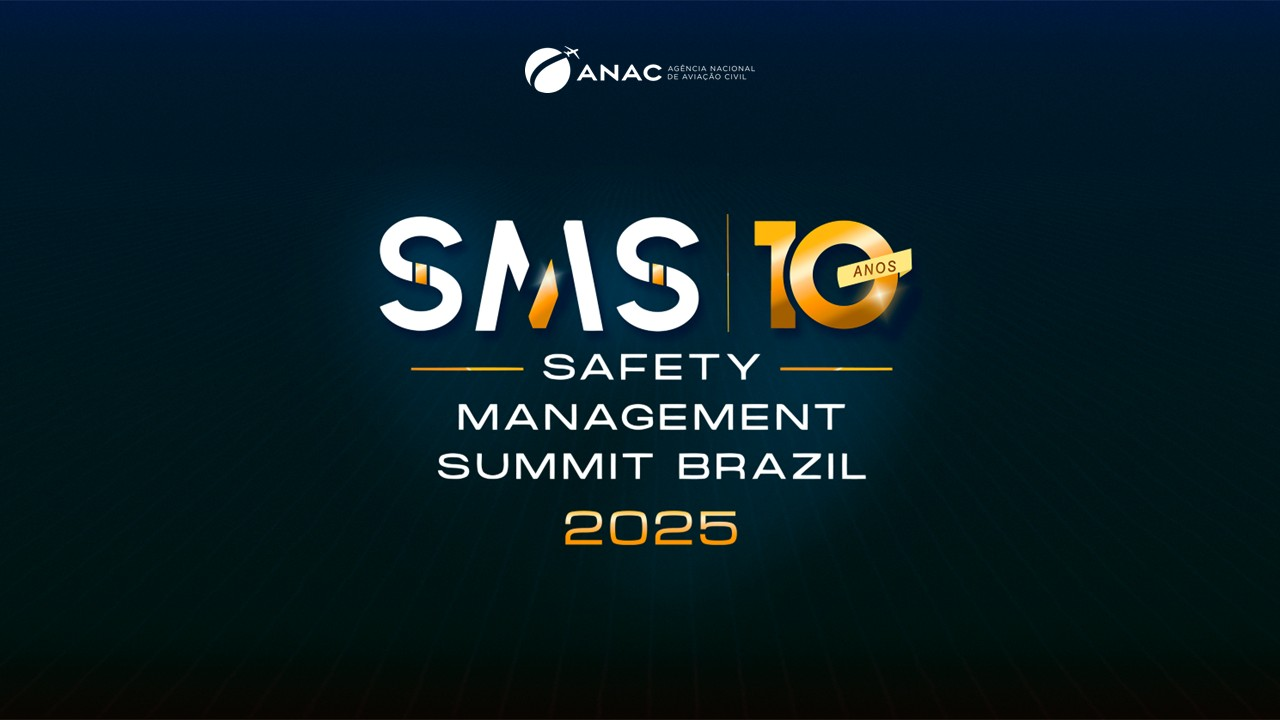 ANAC AGÊNCIA NACIONAL
DE AVIAÇÃO CIVIL
SMS 10
ANOS
SAFETY
MANAGEMENT
SUMMIT BRAZIL
2025